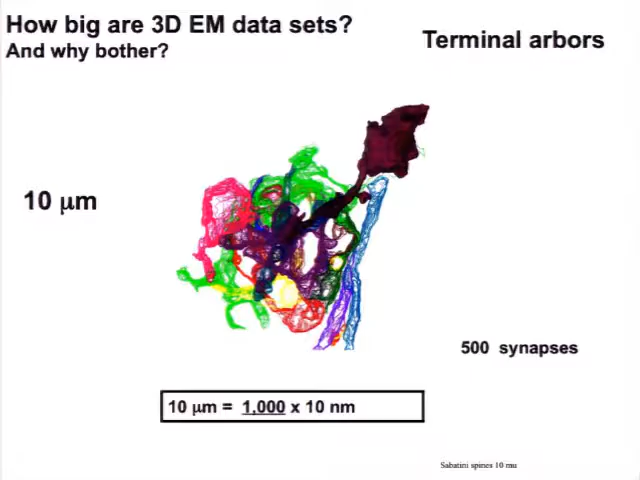 How big are 3D EM data sets?
And why bother?
Terminal arbors
10 μm
500 synapses
10 μm = 1,000 x 10 nm
Sabatini spines 10 mu